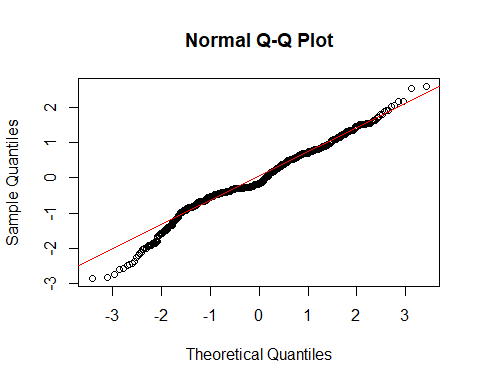 Normal Q-Q Plot
Sample Quantiles
2
1
0
-1
-2
-3
-3 -2 -1 0 1 2 3
Theoretical Quantiles